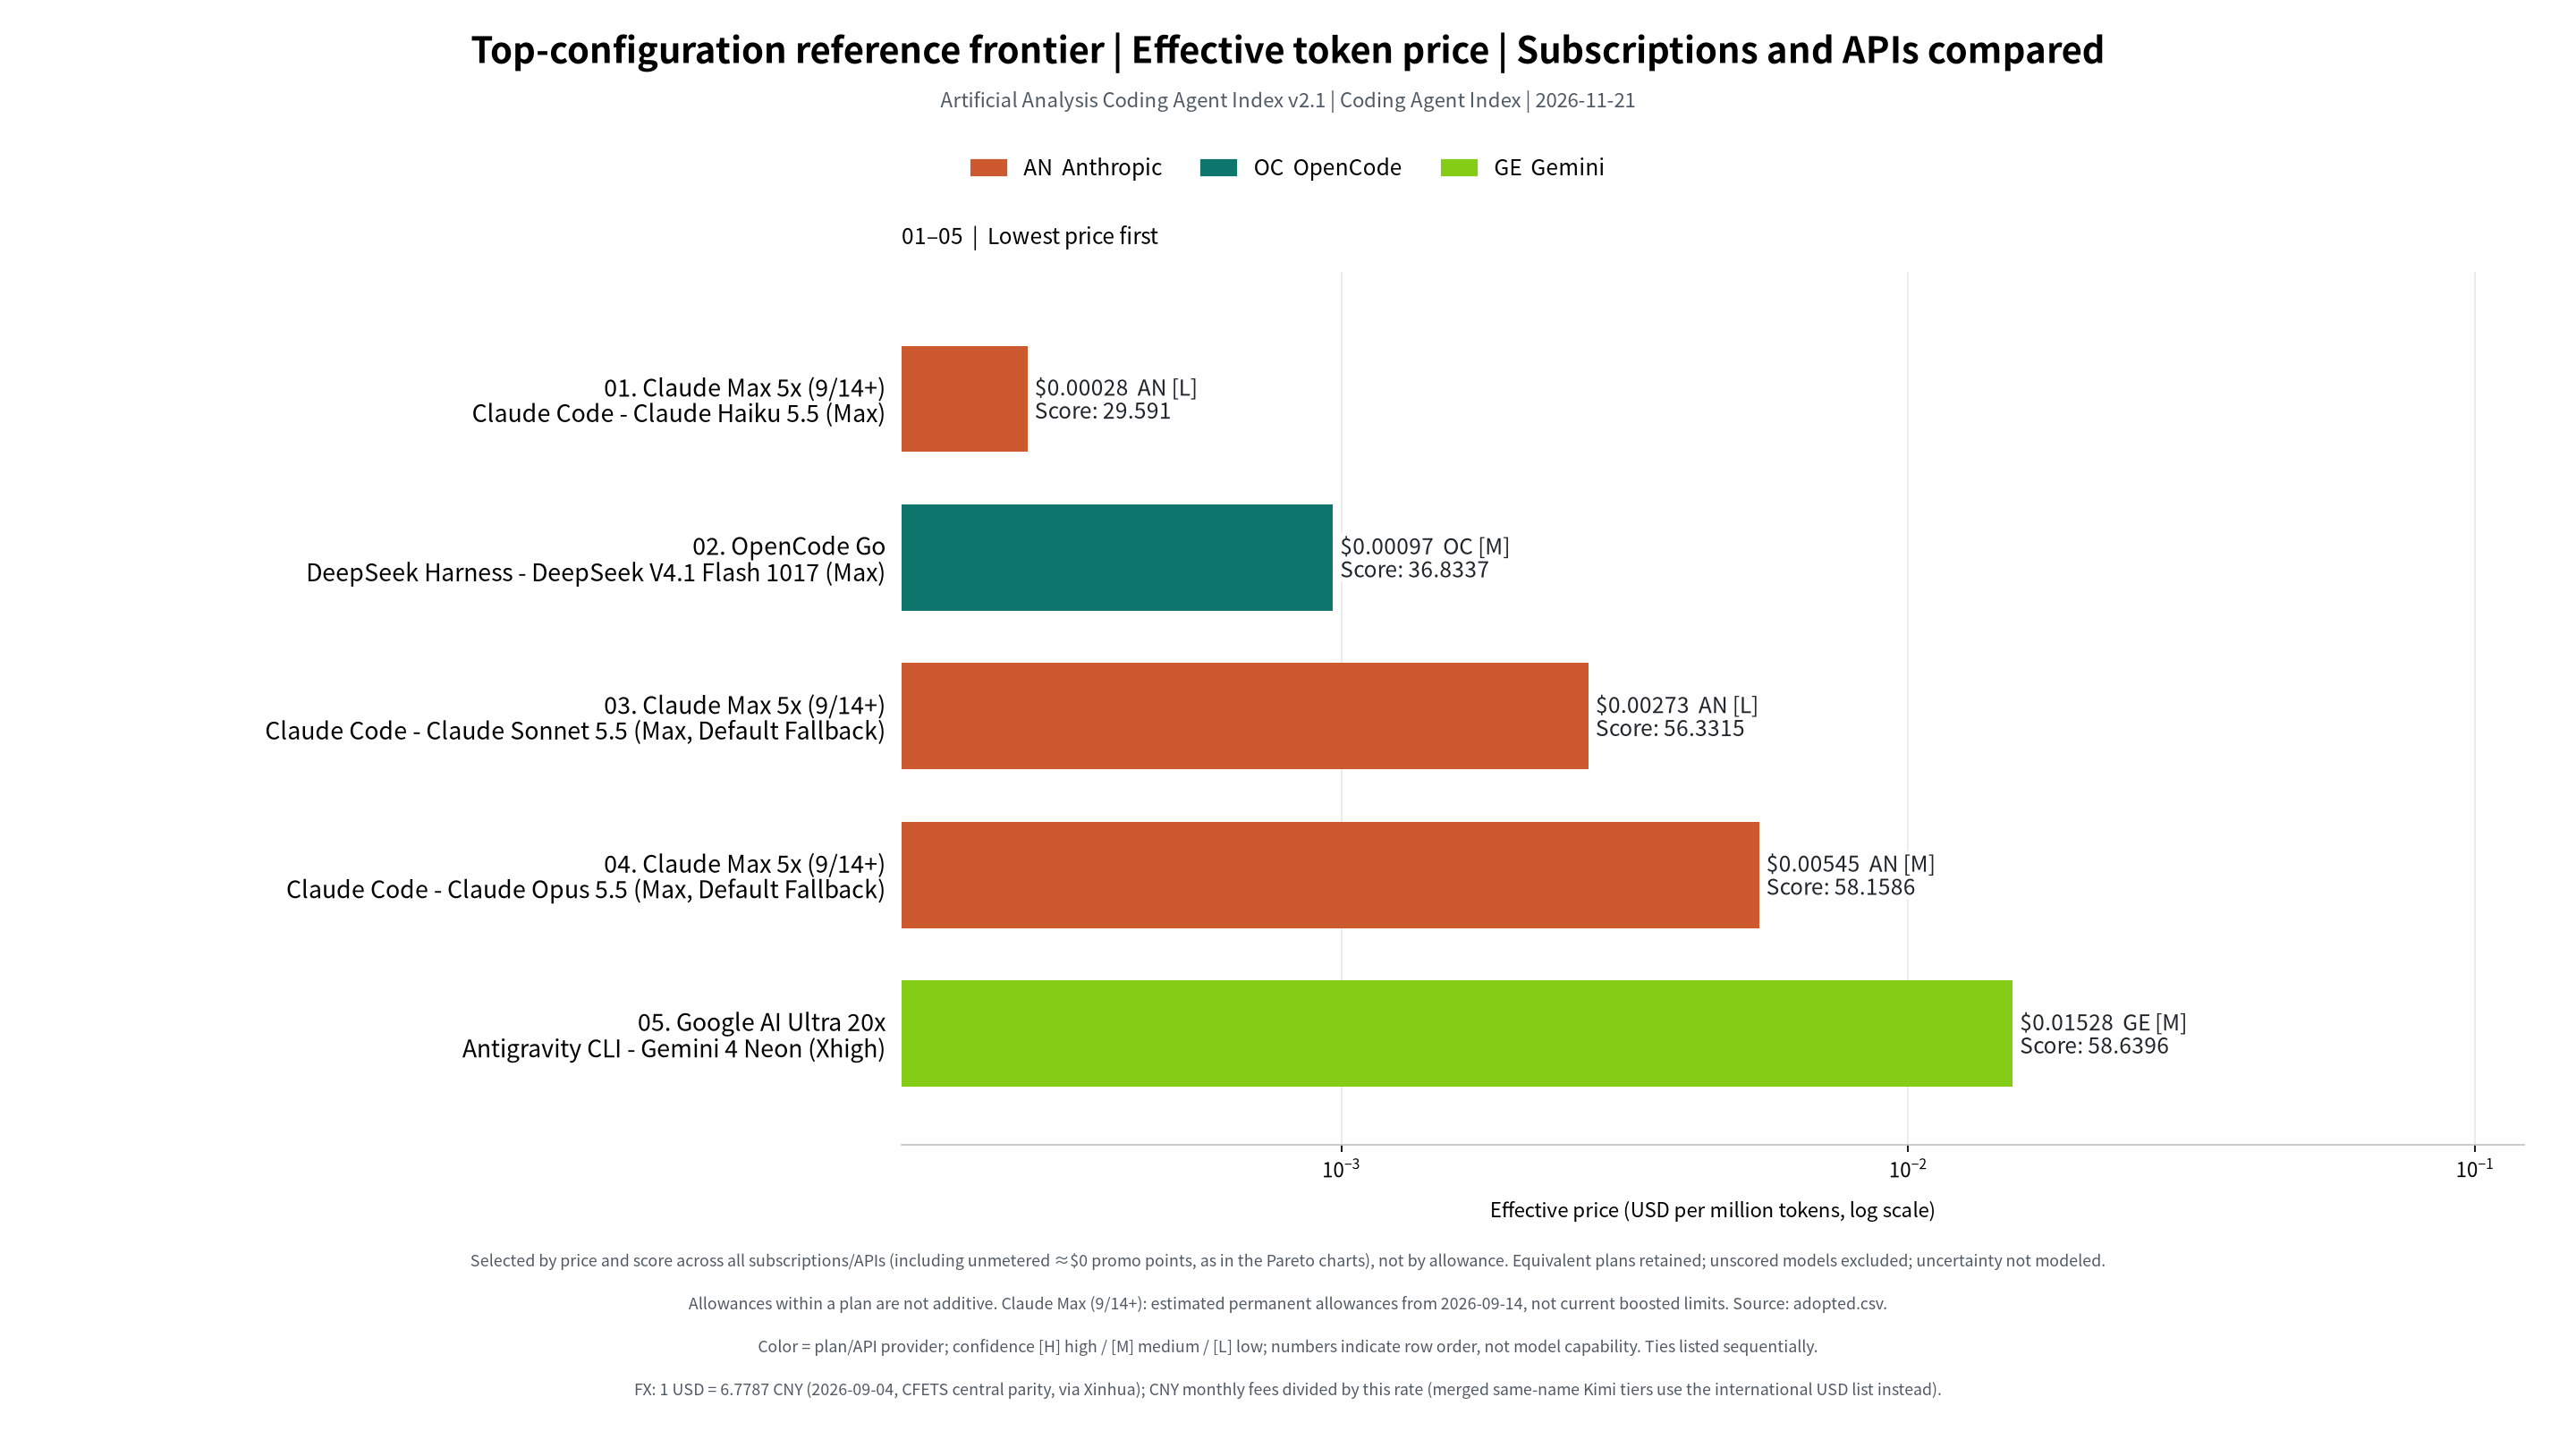 Top-configuration reference frontier | Effective token price | Subscriptions and APIs compared
Artificial Analysis Coding Agent Index v2.1 | Coding Agent Index | 2026-11-21
AN Anthropic
OC OpenCode
GE Gemini
01–05 | Lowest price first
01. Claude Max 5x (9/14+)
Claude Code - Claude Haiku 5.5 (Max)
$0.00028 AN [L]
Score: 29.591
02. OpenCode Go
DeepSeek Harness - DeepSeek V4.1 Flash 1017 (Max)
$0.00097 OC [M]
Score: 36.8337
03. Claude Max 5x (9/14+)
Claude Code - Claude Sonnet 5.5 (Max, Default Fallback)
$0.00273 AN [L]
Score: 56.3315
04. Claude Max 5x (9/14+)
Claude Code - Claude Opus 5.5 (Max, Default Fallback)
$0.00545 AN [M]
Score: 58.1586
05. Google AI Ultra 20x
Antigravity CLI - Gemini 4 Neon (Xhigh)
$0.01528 GE [M]
Score: 58.6396
10⁻³
10⁻²
10⁻¹
Effective price (USD per million tokens, log scale)
Selected by price and score across all subscriptions/APIs (including unmetered ≈$0 promo points, as in the Pareto charts), not by allowance. Equivalent plans retained; unscored models excluded; uncertainty not modeled.
Allowances within a plan are not additive. Claude Max (9/14+): estimated permanent allowances from 2026-09-14, not current boosted limits. Source: adopted.csv.
Color = plan/API provider; confidence [H] high / [M] medium / [L] low; numbers indicate row order, not model capability. Ties listed sequentially.
FX: 1 USD = 6.7787 CNY (2026-09-04, CFETS central parity, via Xinhua); CNY monthly fees divided by this rate (merged same-name Kimi tiers use the international USD list instead).